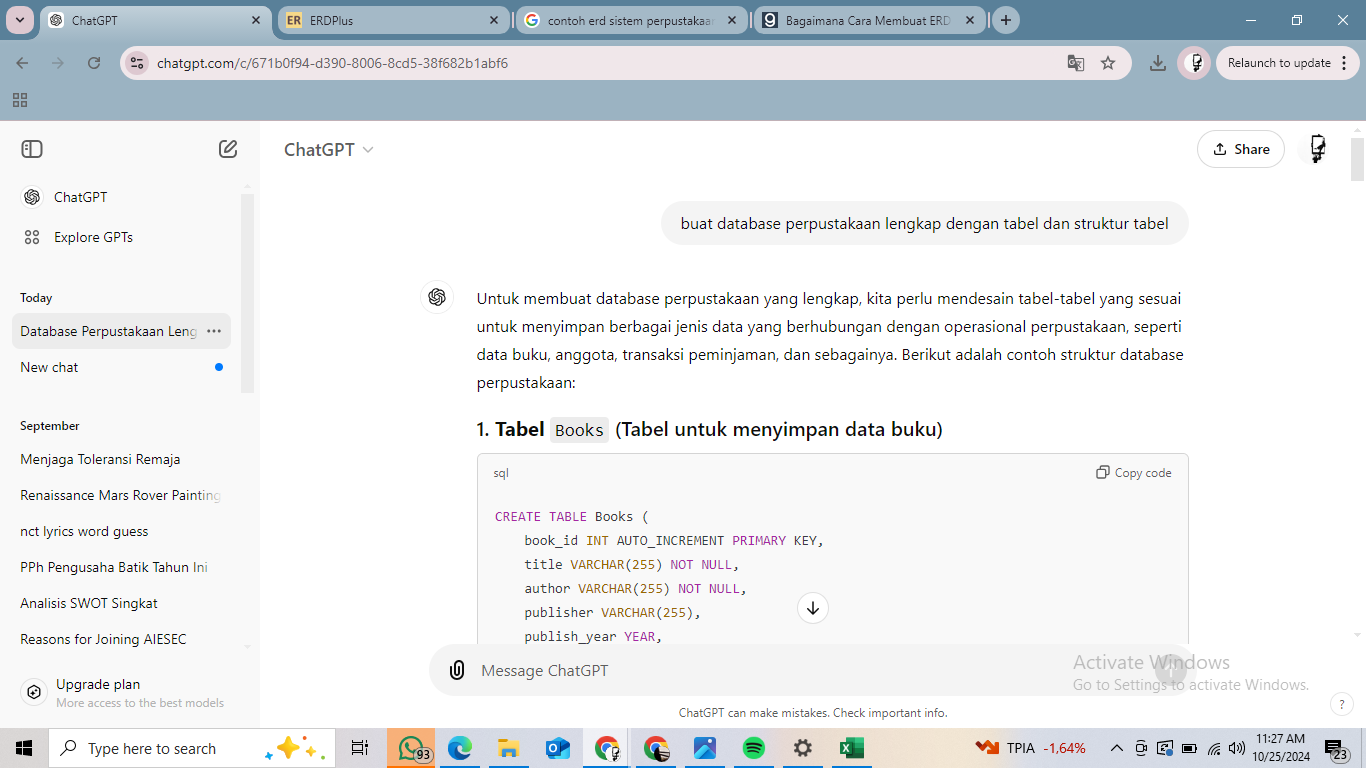 ChatGPT
ER ERDPlus
contoh erd sistem perpustakaa
Bagaimana Cara Membuat ERD
chatgpt.com/c/671b0f94-d390-8006-8cd5-38f682b1abf6
Relaunch to update
ChatGPT
Explore GPTs
Today
Database Perpustakaan Leng
New chat
September
Menjaga Toleransi Remaja
Renaissance Mars Rover Painting
nct lyrics word guess
PPh Pengusaha Batik Tahun Ini
Analisis SWOT Singkat
Reasons for Joining AIESEC
Upgrade plan
More access to the best models
ChatGPT
Share
buat database perpustakaan lengkap dengan tabel dan struktur tabel
Untuk membuat database perpustakaan yang lengkap, kita perlu mendesain tabel-tabel yang sesuai
untuk menyimpan berbagai jenis data yang berhubungan dengan operasional perpustakaan, seperti
data buku, anggota, transaksi peminjaman, dan sebagainya. Berikut adalah contoh struktur database
perpustakaan:
1. Tabel Books (Tabel untuk menyimpan data buku)
sql
Copy code
CREATE TABLE Books (
book_id INT AUTO_INCREMENT PRIMARY KEY,
title VARCHAR(255) NOT NULL,
author VARCHAR(255) NOT NULL,
publisher VARCHAR(255),
publish_year YEAR,
Message ChatGPT
Activate Windows
Go to Settings to activate Windows.
ChatGPT can make mistakes. Check important info.
?
Type here to search
93
TPIA -1,64%
11:27 AM
10/25/2024
23